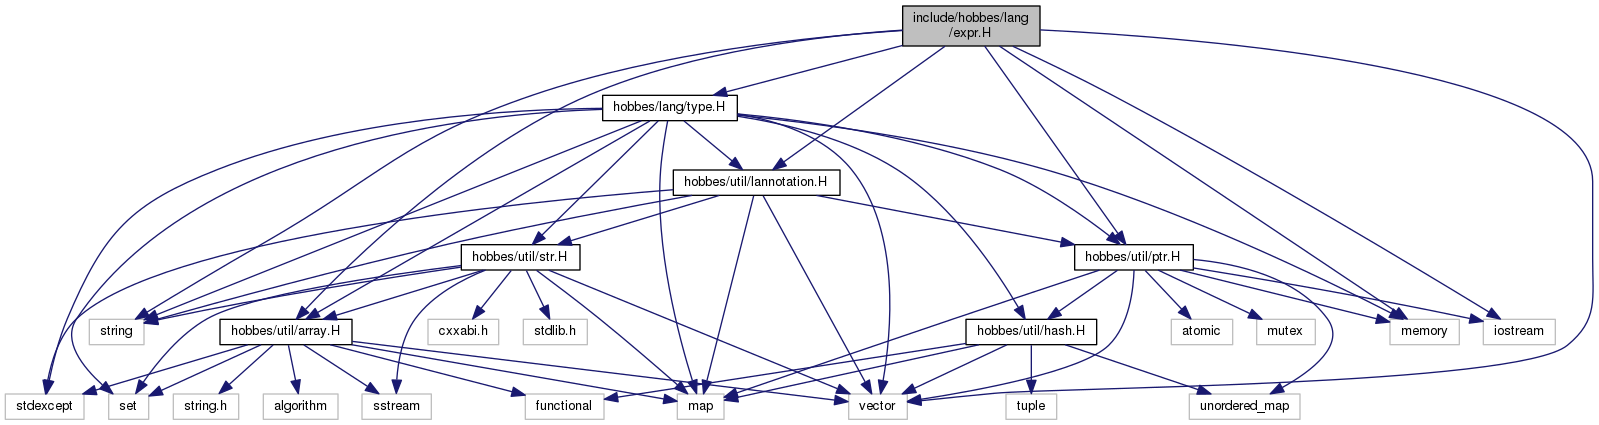 include/hobbes/lang
/expr.H
hobbes/lang/type.H
hobbes/util/lannotation.H
hobbes/util/str.H
hobbes/util/ptr.H
string
hobbes/util/array.H
cxxabi.h
stdlib.h
hobbes/util/hash.H
atomic
mutex
memory
iostream
stdexcept
set
string.h
algorithm
sstream
functional
map
vector
tuple
unordered_map